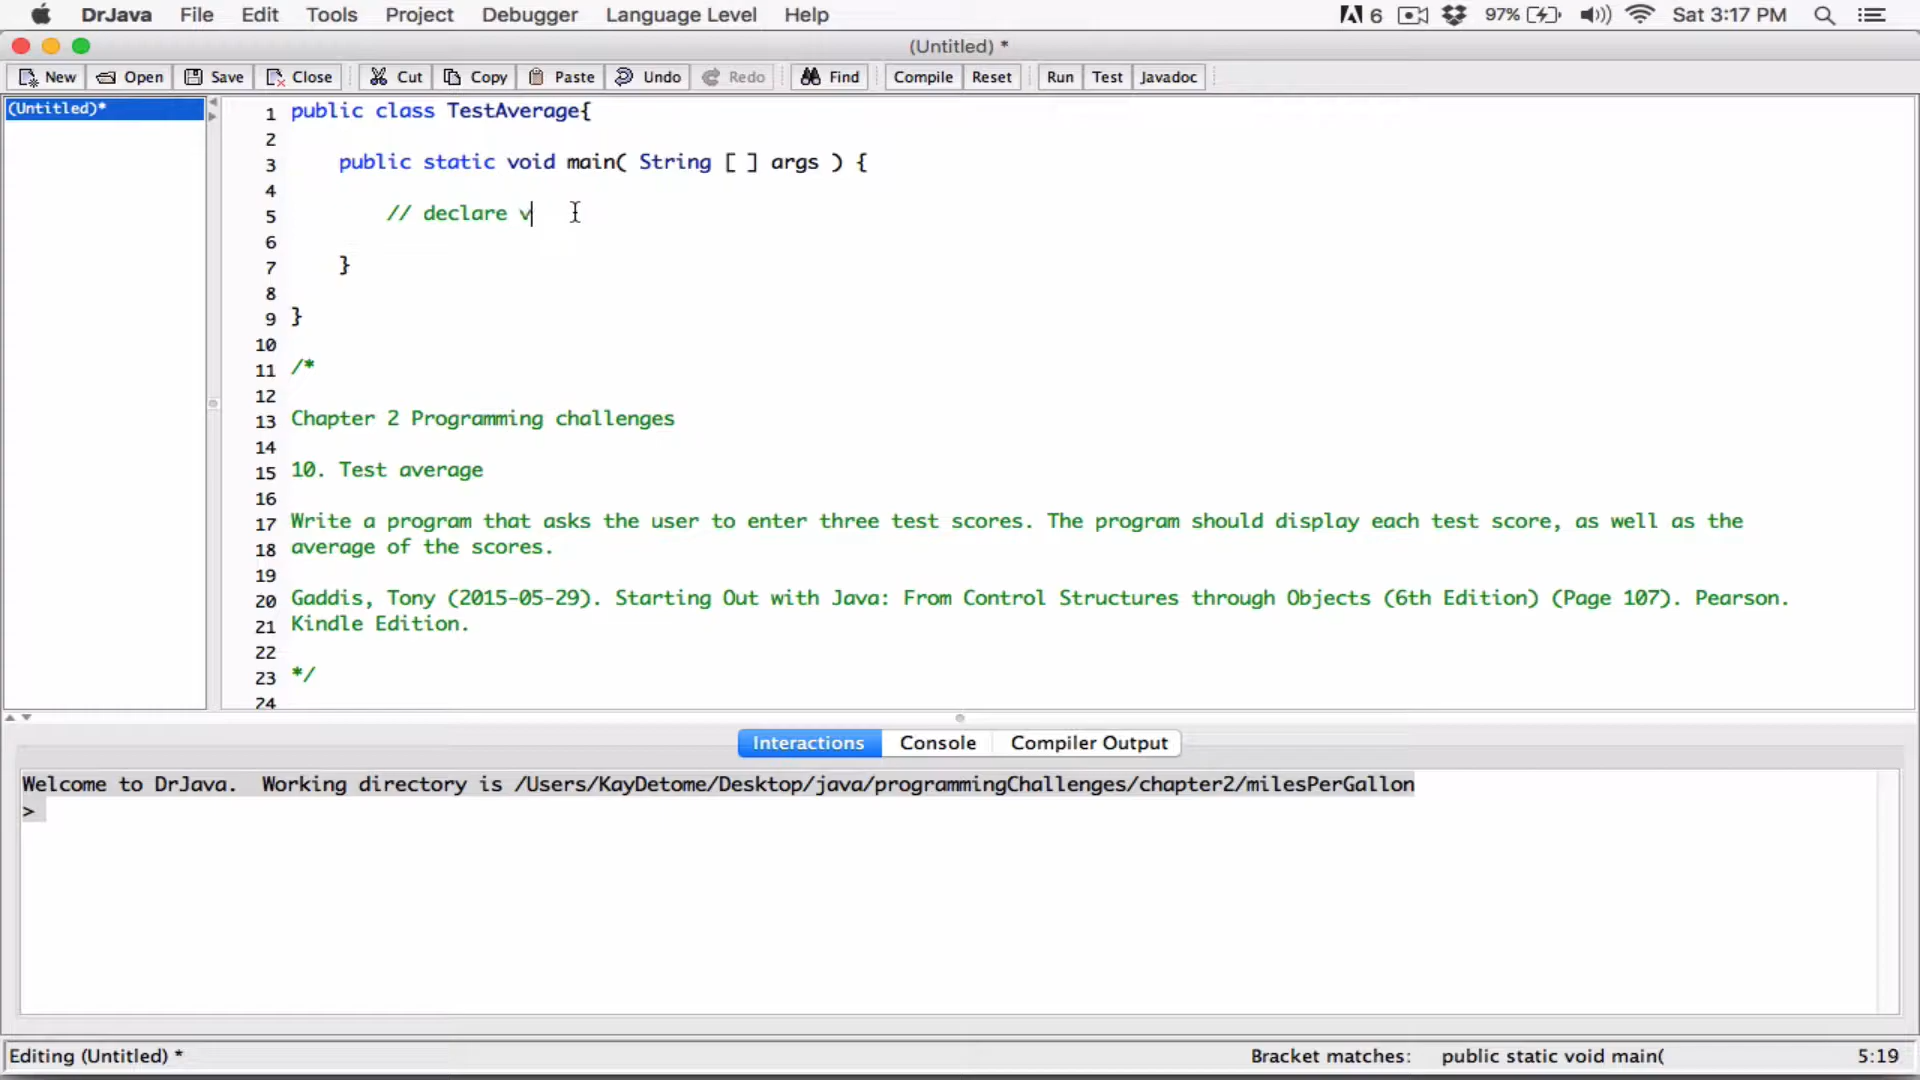 DrJava File Edit Tools Project Debugger Language Level Help 6 97% Sat 3:17 PM
(Untitled) *
New Open Save Close Cut Copy Paste Undo Redo Find Compile Reset Run Test Javadoc
(Untitled)*
1 public class TestAverage{
2
3 public static void main( String [ ] args ) {
4
5 // declare v
6
7 }
8
9 }
10
11 /*
12
13 Chapter 2 Programming challenges
14
15 10. Test average
16
17 Write a program that asks the user to enter three test scores. The program should display each test score, as well as the
18 average of the scores.
19
20 Gaddis, Tony (2015-05-29). Starting Out with Java: From Control Structures through Objects (6th Edition) (Page 107). Pearson.
21 Kindle Edition.
22
23 */
24
Interactions Console Compiler Output
Welcome to DrJava. Working directory is /Users/KayDetome/Desktop/java/programmingChallenges/chapter2/milesPerGallon
>
Editing (Untitled) * Bracket matches: public static void main( 5:19